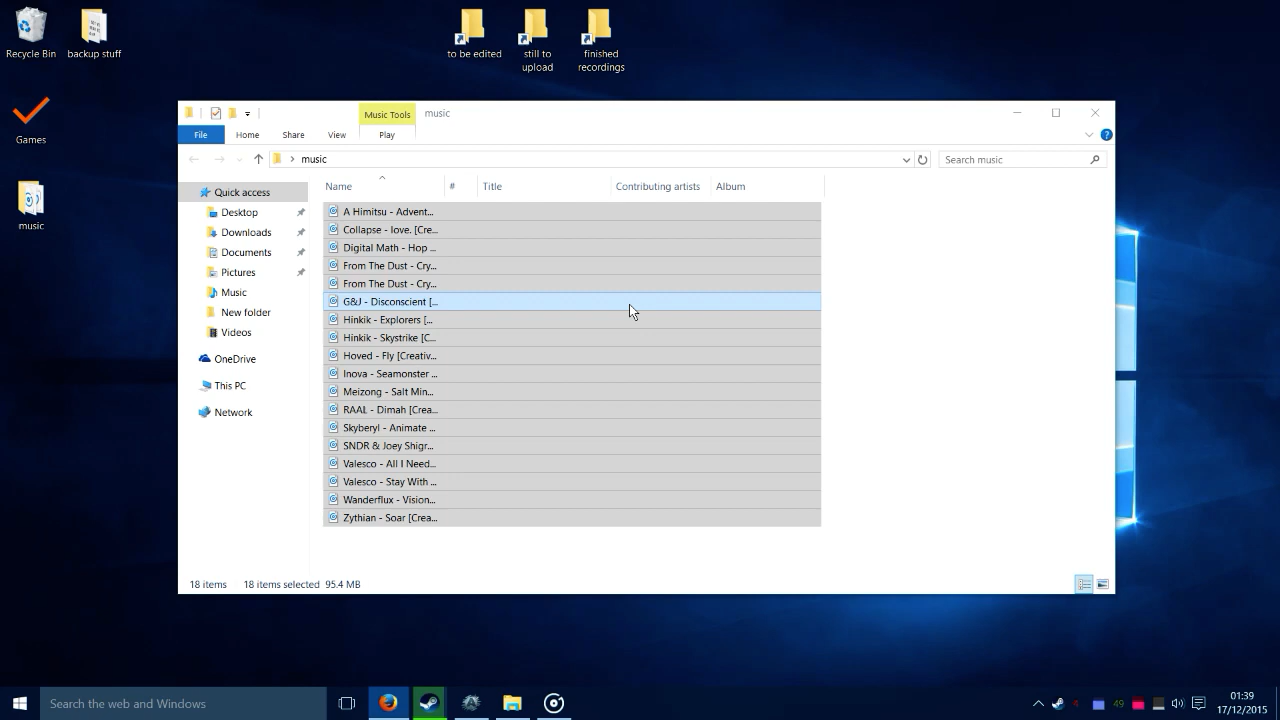 Recycle Bin
backup stuff
to be edited
still to
upload
finished
recordings
Games
music
Music Tools
music
File
Home
Share
View
Play
music
Search music
Quick access
Desktop
Downloads
Documents
Pictures
Music
New folder
Videos
OneDrive
This PC
Network
Name
#
Title
Contributing artists
Album
A Himitsu - Advent...
Collapse - love. [Cre...
Digital Math - Hop ...
From The Dust - Cry...
From The Dust - Cry...
G&J - Disconscient [...
Hinkik - Explorers [...
Hinkik - Skystrike [C...
Hoved - Fly [Creativ...
Inova - Seamonster ...
Meizong - Salt Min...
RAAL - Dimah [Crea...
Skyberyl - Animate ...
SNDR & Joey Shigr...
Valesco - All I Need...
Valesco - Stay With ...
Wanderflux - Vision...
Zythian - Soar [Crea...
18 items
18 items selected
95.4 MB
Search the web and Windows
49
01:39
17/12/2015